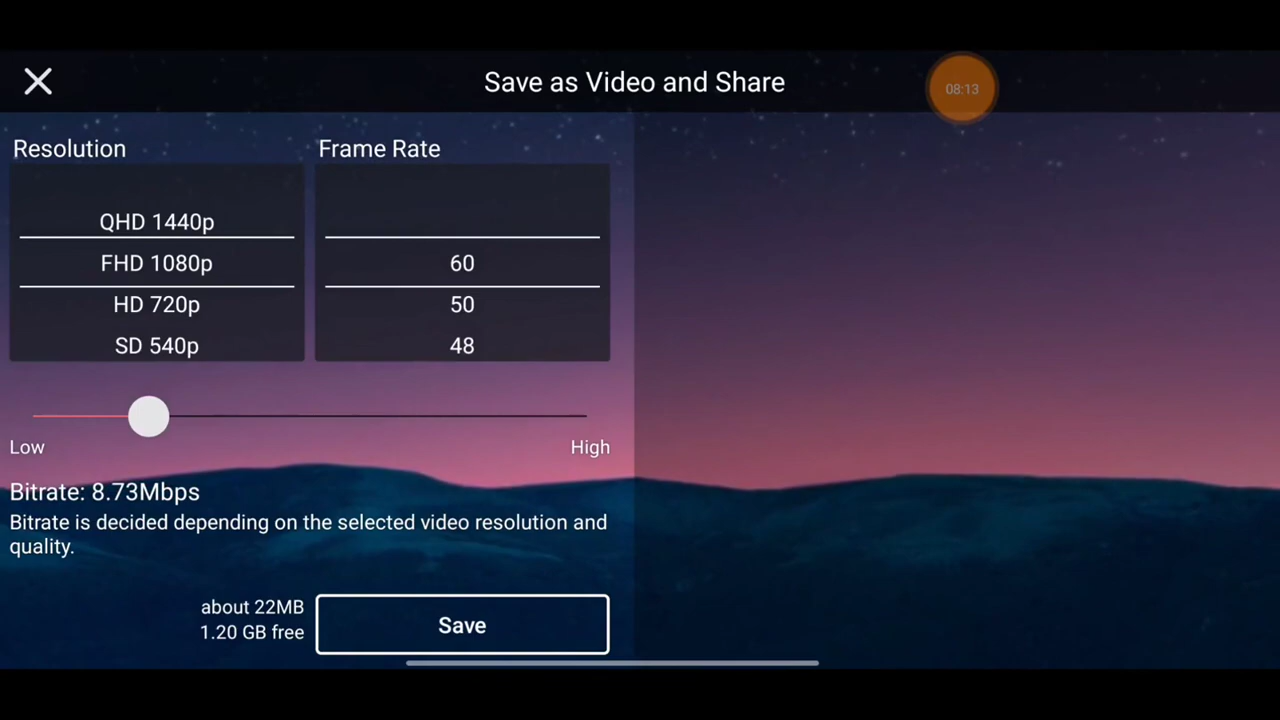 Save as Video and Share
08:13
Resolution
Frame Rate
QHD 1440p
FHD 1080p
HD 720p
SD 540p
60
50
48
Low
High
Bitrate: 8.73Mbps
Bitrate is decided depending on the selected video resolution and
quality.
about 22MB
1.20 GB free
Save